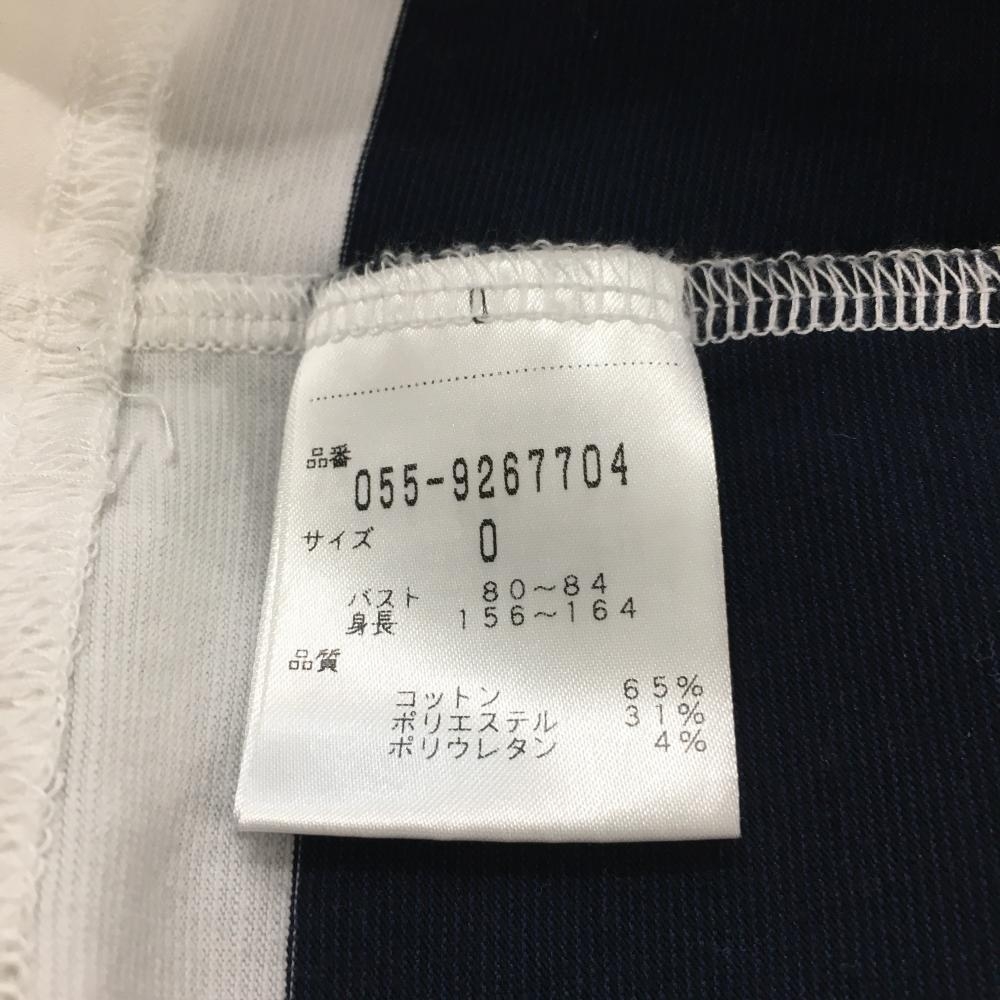 品番
055-9267704
サイズ 0
バスト 80～84
身長 156～164
品質
コットン 65%
ポリエステル 31%
ポリウレタン 4%